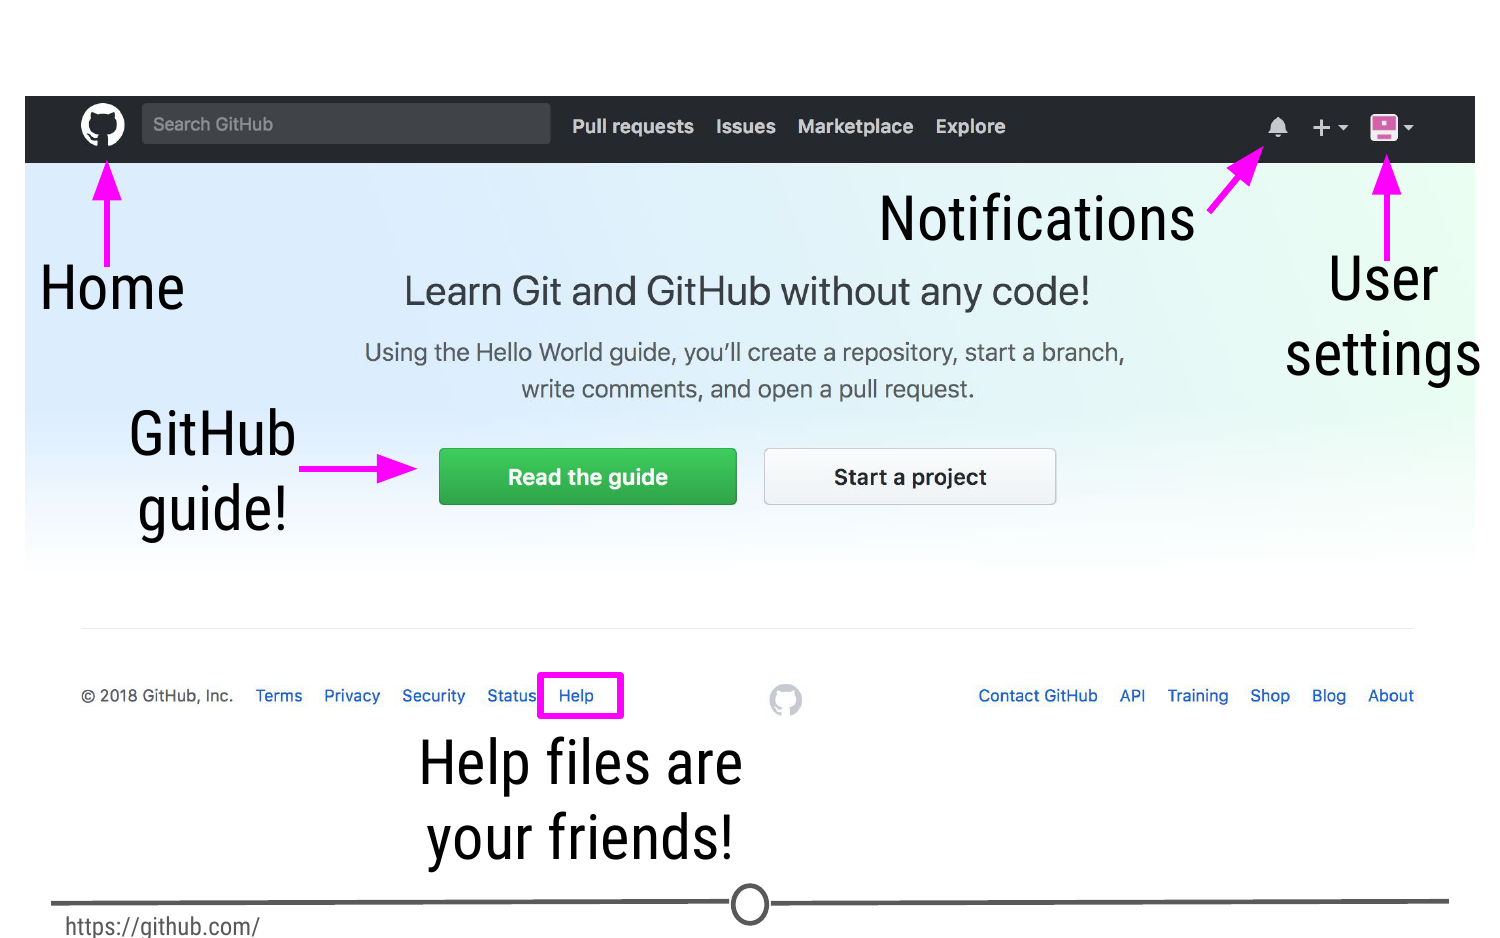 Search GitHub
Pull requests Issues Marketplace Explore
Notifications
Home
User
settings
Learn Git and GitHub without any code!
Using the Hello World guide, you'll create a repository, start a branch,
write comments, and open a pull request.
GitHub
guide!
Read the guide
Start a project
© 2018 GitHub, Inc. Terms Privacy Security Status Help
Contact GitHub API Training Shop Blog About
Help files are
your friends!
https://github.com/